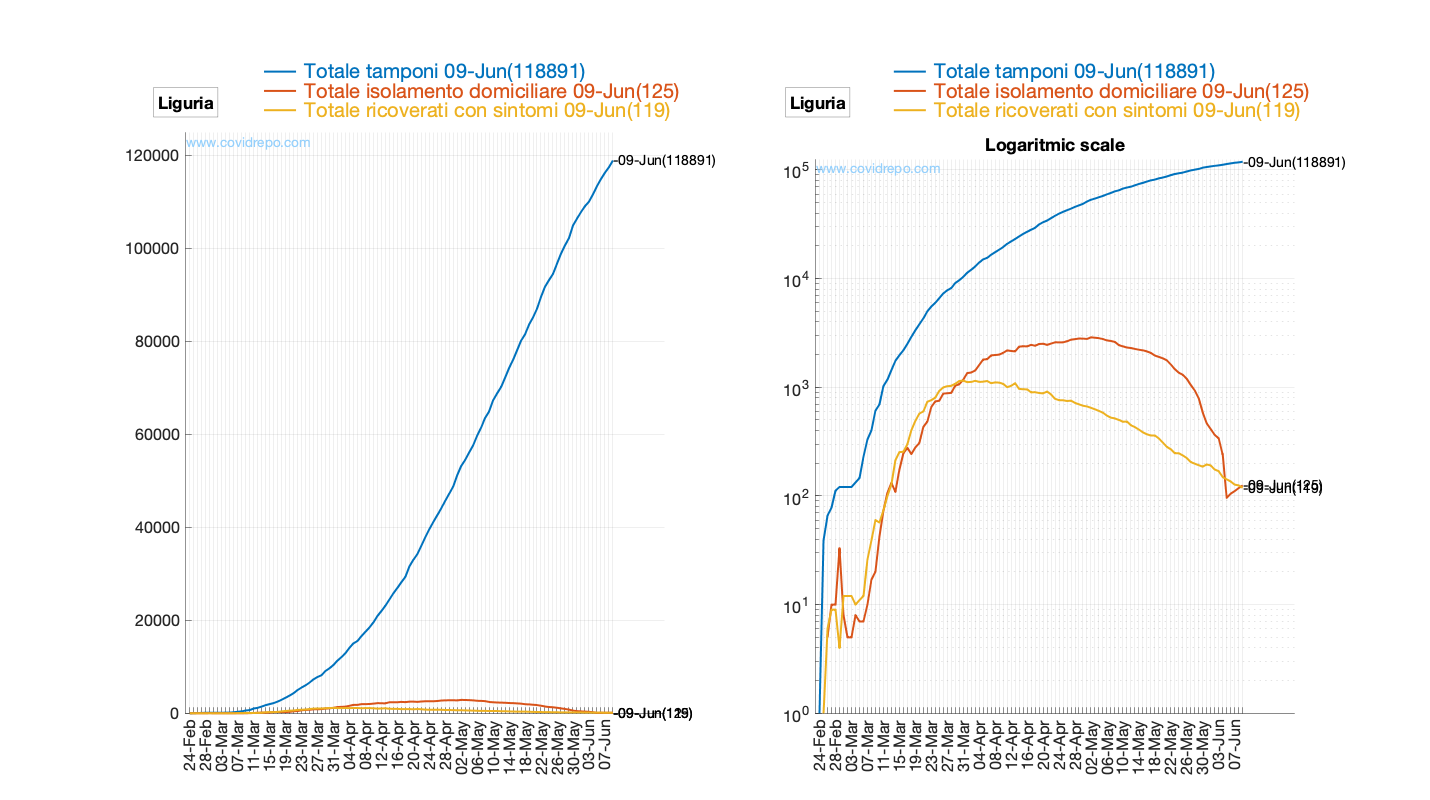 Totale tamponi 09-Jun(118891)
Totale isolamento domiciliare 09-Jun(125)
Totale ricoverati con sintomi 09-Jun(119)
Liguria
www.covidrepo.com
120000
100000
80000
60000
40000
20000
0
-09-Jun(118891)
-09-Jun(119)
24-Feb
28-Feb
03-Mar
07-Mar
11-Mar
15-Mar
19-Mar
23-Mar
27-Mar
31-Mar
04-Apr
08-Apr
12-Apr
16-Apr
20-Apr
24-Apr
28-Apr
02-May
06-May
10-May
14-May
18-May
22-May
26-May
30-May
03-Jun
07-Jun
Totale tamponi 09-Jun(118891)
Totale isolamento domiciliare 09-Jun(125)
Totale ricoverati con sintomi 09-Jun(119)
Liguria
Logaritmic scale
www.covidrepo.com
10^5
10^4
10^3
10^2
10^1
10^0
-09-Jun(118891)
-09-Jun(125)
-09-Jun(119)
24-Feb
28-Feb
03-Mar
07-Mar
11-Mar
15-Mar
19-Mar
23-Mar
27-Mar
31-Mar
04-Apr
08-Apr
12-Apr
16-Apr
20-Apr
24-Apr
28-Apr
02-May
06-May
10-May
14-May
18-May
22-May
26-May
30-May
03-Jun
07-Jun